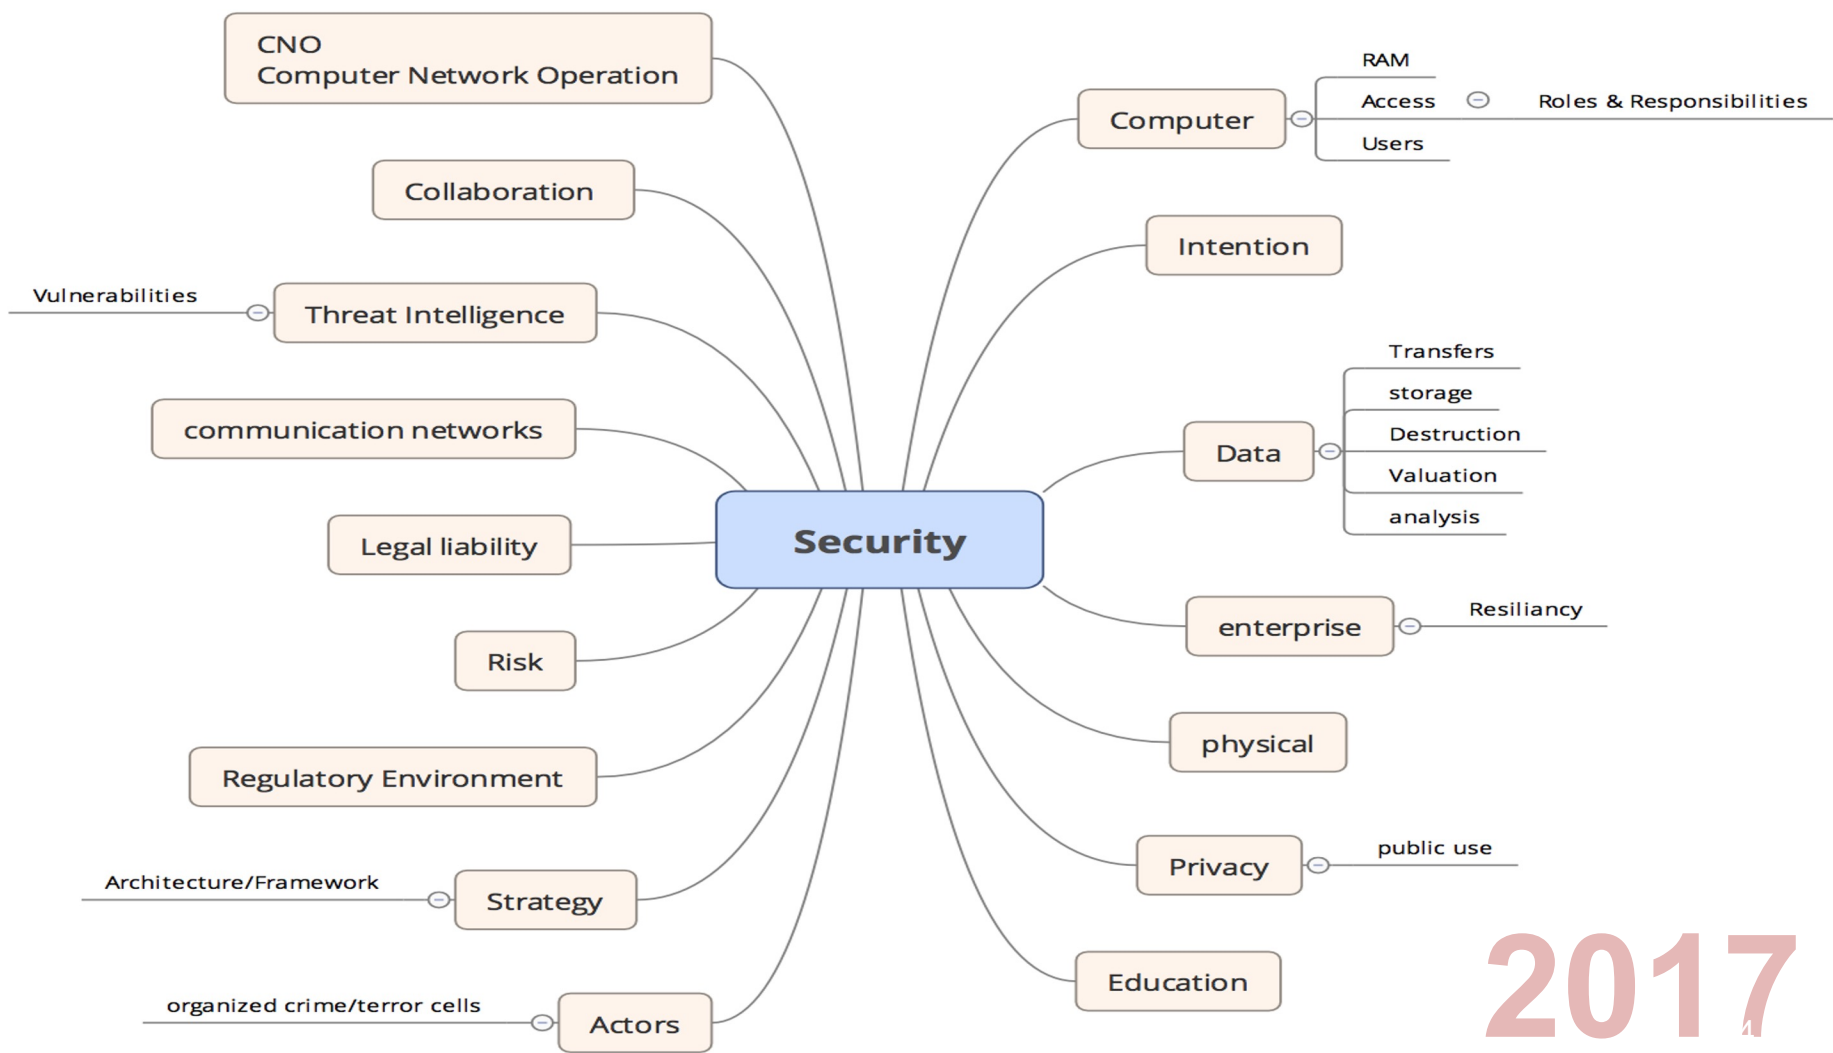 CNO
Computer Network Operation
Collaboration
Vulnerabilities
Threat Intelligence
communication networks
Legal liability
Risk
Regulatory Environment
Architecture/Framework
Strategy
organized crime/terror cells
Actors
Security
Computer
RAM
Access
Roles & Responsibilities
Users
Intention
Data
Transfers
storage
Destruction
Valuation
analysis
enterprise
Resiliancy
physical
Privacy
public use
Education
2017
4